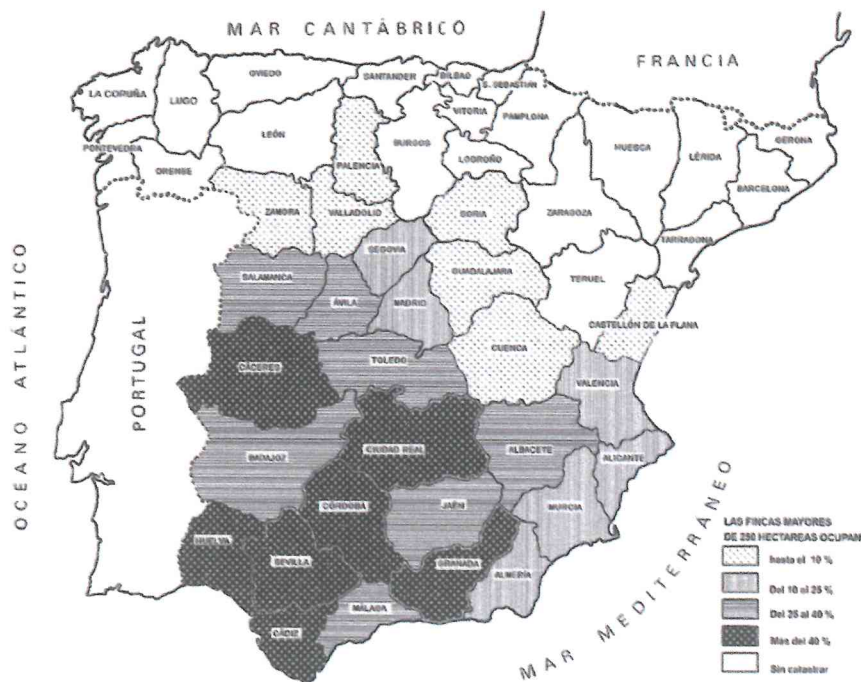 MAR CANTÁBRICO
FRANCIA
OCEANO ATLÁNTICO
PORTUGAL
MAR MEDITERRÁNEO
LA CORUÑA
LUGO
OVIEDO
SANTANDER
BILBAO
S. SEBASTIÁN
VITORIA
PAMPLONA
PONTEVEDRA
ORENSE
LEÓN
PALENCIA
BURGOS
LOGROÑO
HUESCA
LÉRIDA
GERONA
BARCELONA
ZAMORA
VALLADOLID
SORIA
ZARAGOZA
TARRAGONA
SEGOVIA
SALAMANCA
ÁVILA
MADRID
GUADALAJARA
TERUEL
CASTELLÓN DE LA PLANA
CÁCERES
TOLEDO
CUENCA
VALENCIA
BADAJOZ
CIUDAD REAL
ALBACETE
ALICANTE
CÓRDOBA
JAÉN
MURCIA
HUELVA
SEVILLA
GRANADA
ALMERÍA
MÁLAGA
CÁDIZ
LAS FINCAS MAYORES
DE 250 HECTAREAS OCUPAN
hasta el 10 %
Del 10 al 25 %
Del 25 al 40 %
Mas del 40 %
Sin catastrar